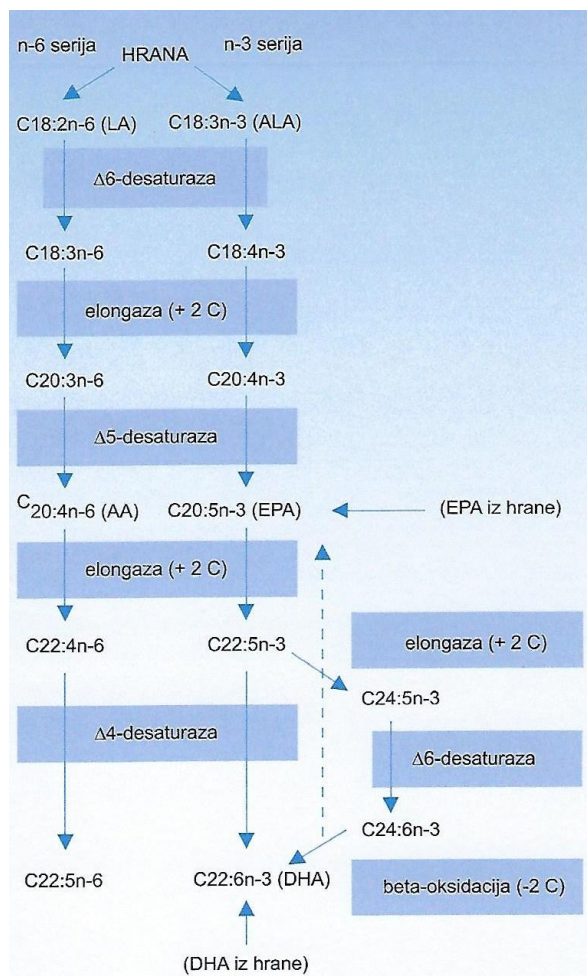 n-6 serija HRANA n-3 serija
C18:2n-6 (LA) C18:3n-3 (ALA)
Δ6-desaturaza
C18:3n-6 C18:4n-3
elongaza (+ 2 C)
C20:3n-6 C20:4n-3
Δ5-desaturaza
C20:4n-6 (AA) C20:5n-3 (EPA) (EPA iz hrane)
elongaza (+ 2 C)
C22:4n-6 C22:5n-3 elongaza (+ 2 C)
C24:5n-3
Δ4-desaturaza Δ6-desaturaza
C24:6n-3
C22:5n-6 C22:6n-3 (DHA) beta-oksidacija (-2 C)
(DHA iz hrane)